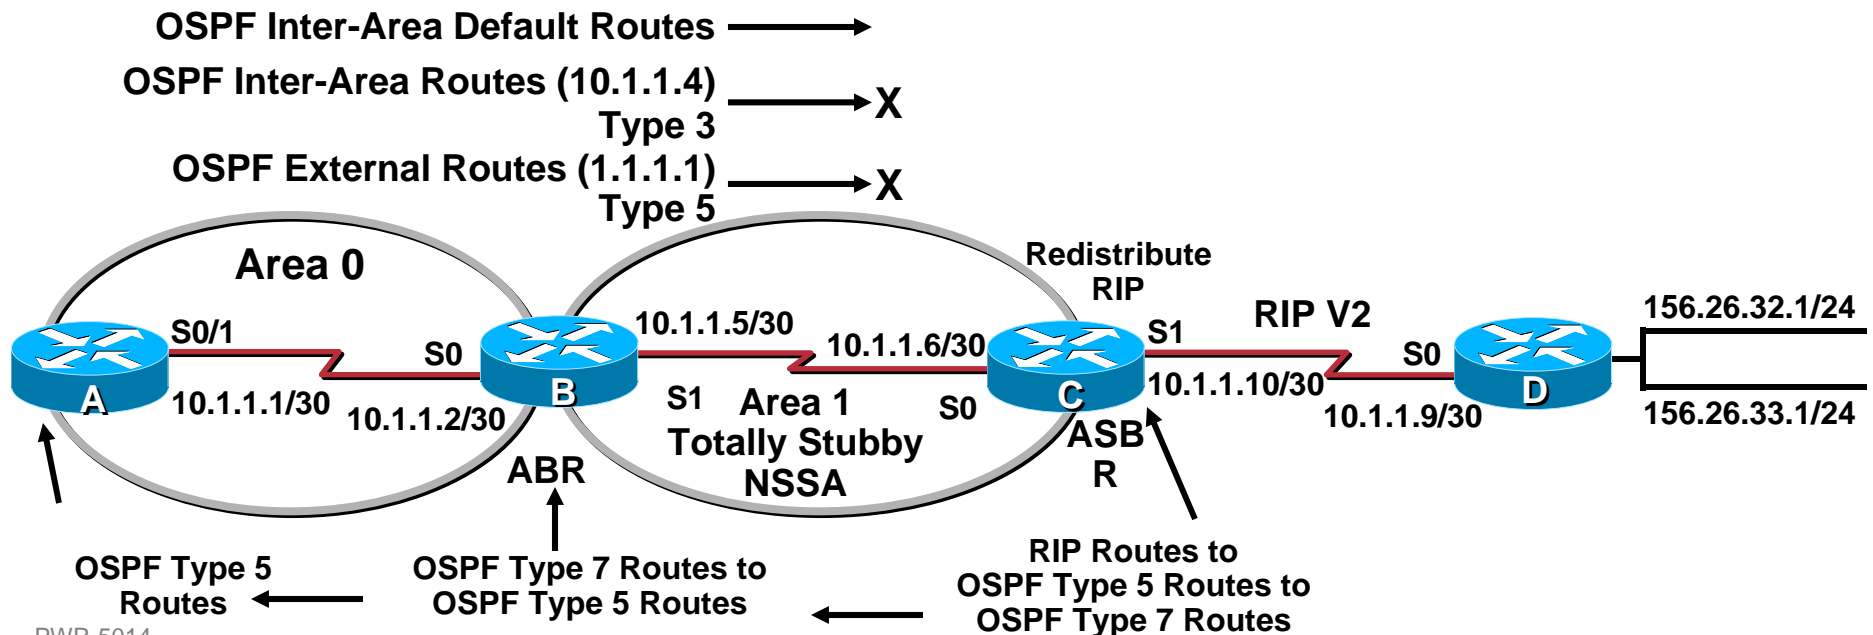 OSPF Inter-Area Default Routes
OSPF Inter-Area Routes (10.1.1.4)
Type 3
X
OSPF External Routes (1.1.1.1)
Type 5
X
Area 0
Redistribute
RIP
S0/1
S0
10.1.1.1/30
10.1.1.2/30
A
B
ABR
10.1.1.5/30
10.1.1.6/30
S1
S0
Area 1
Totally Stubby
NSSA
C
ASB
R
S1
RIP V2
S0
10.1.1.10/30
10.1.1.9/30
D
156.26.32.1/24
156.26.33.1/24
OSPF Type 5
Routes
OSPF Type 7 Routes to
OSPF Type 5 Routes
RIP Routes to
OSPF Type 5 Routes to
OSPF Type 7 Routes